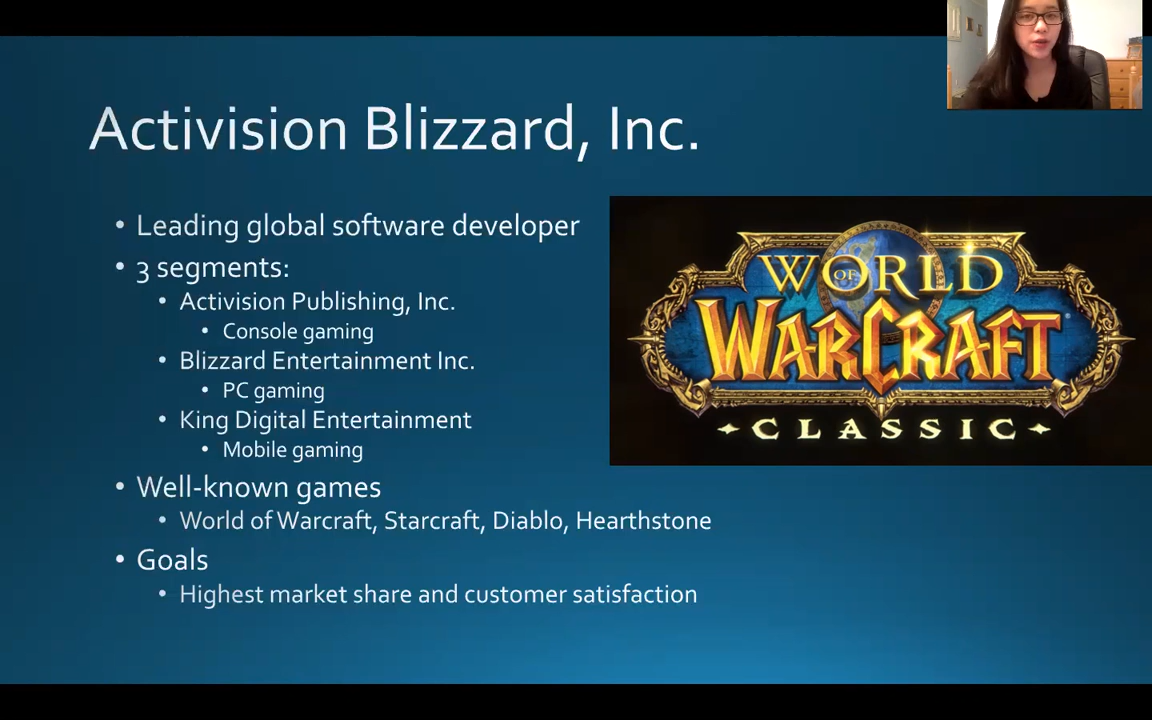 Activision Blizzard, Inc.
• Leading global software developer
• 3 segments:
• Activision Publishing, Inc.
• Console gaming
• Blizzard Entertainment Inc.
• PC gaming
• King Digital Entertainment
• Mobile gaming
• Well-known games
• World of Warcraft, Starcraft, Diablo, Hearthstone
• Goals
• Highest market share and customer satisfaction
WORLD OF
WARCRAFT
CLASSIC